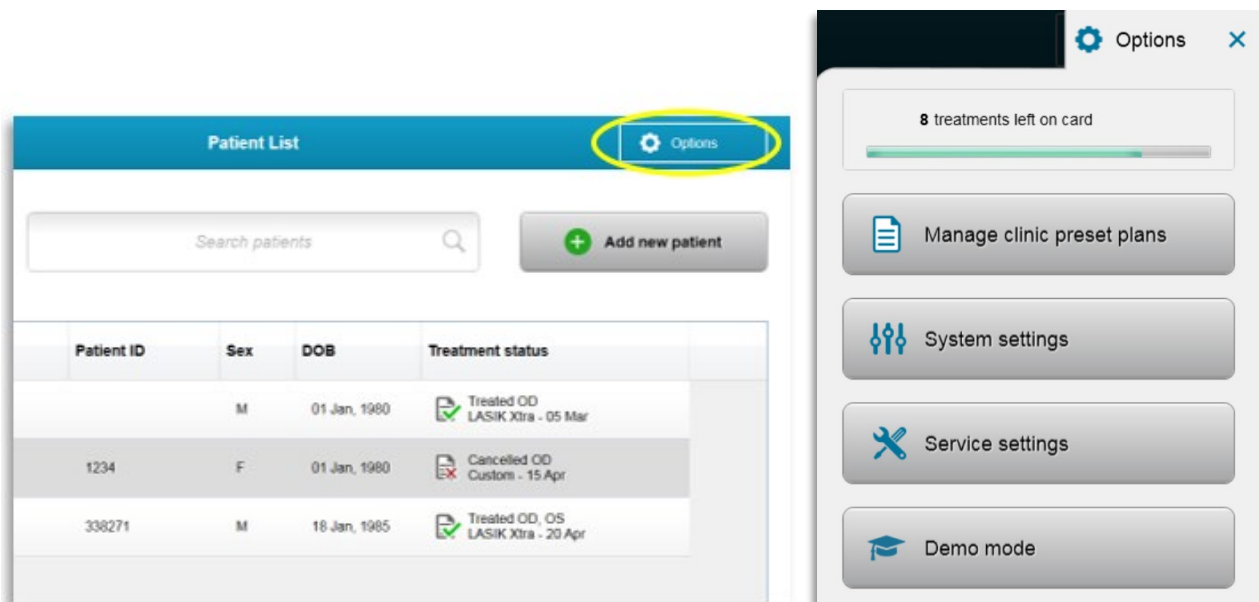 Patient List
Options
Search patients
Add new patient
Patient ID Sex DOB Treatment status
M 01 Jan, 1980 Treated OD
LASIK Xtra - 05 Mar
1234 F 01 Jan, 1980 Cancelled OD
Custom - 15 Apr
338271 M 18 Jan, 1985 Treated OD, OS
LASIK Xtra - 20 Apr
Options
8 treatments left on card
Manage clinic preset plans
System settings
Service settings
Demo mode